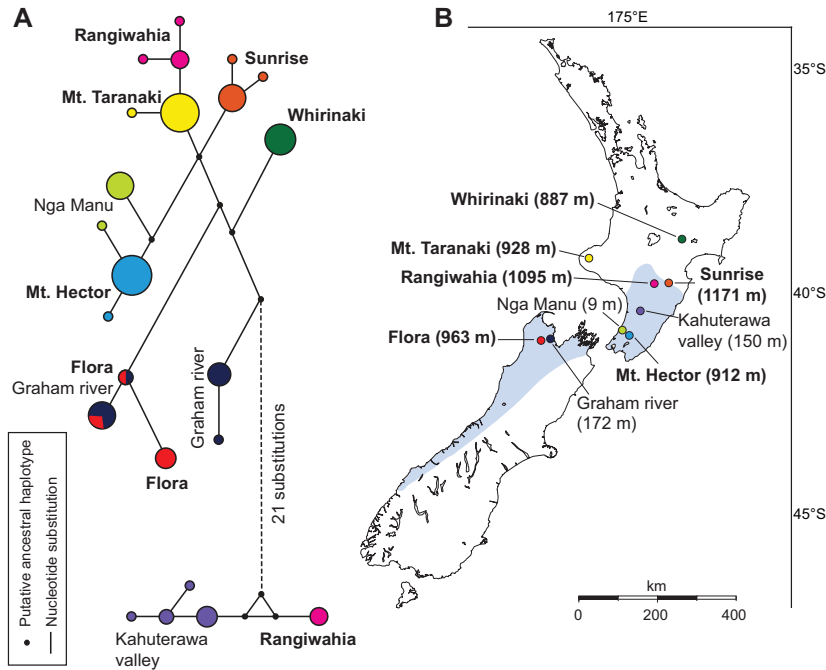 A
Rangiwahia
Sunrise
Mt. Taranaki
Whirinaki
Nga Manu
Mt. Hector
Flora
Graham river
Graham river
Flora
21 substitutions
Putative ancestral haplotype
Nucleotide substitution
Kahuterawa
valley
Rangiwahia
B
175°E
35°S
40°S
45°S
Whirinaki (887 m)
Mt. Taranaki (928 m)
Rangiwahia (1095 m)
Sunrise
(1171 m)
Nga Manu (9 m)
Kahuterawa
valley (150 m)
Flora (963 m)
Mt. Hector (912 m)
Graham river
(172 m)
km
0 200 400